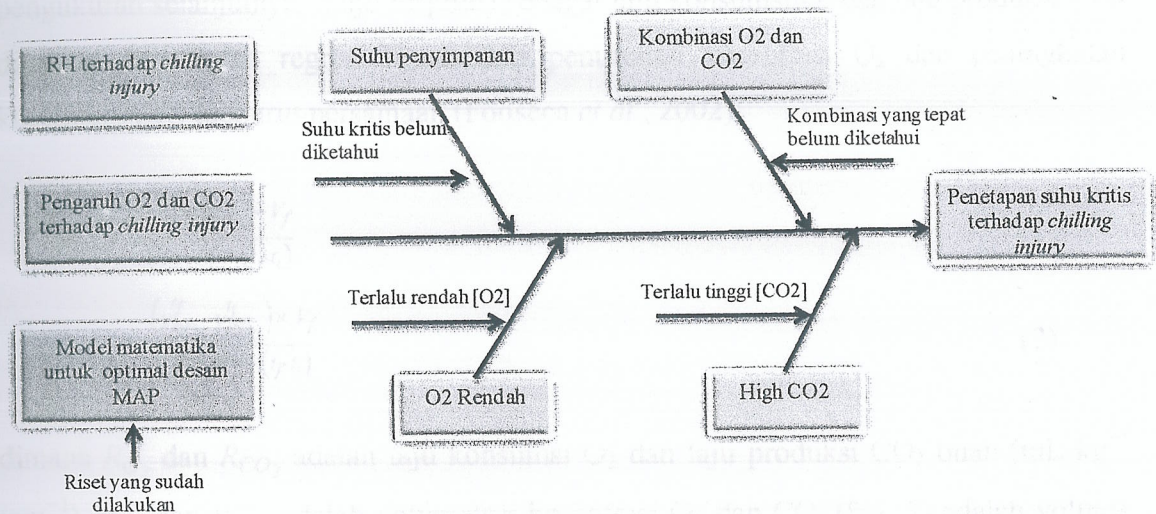 RH terhadap chilling
injury
Suhu penyimpanan
Kombinasi O2 dan
CO2
Suhu kritis belum
diketahui
Kombinasi yang tepat
belum diketahui
Pengaruh O2 dan CO2
terhadap chilling injury
Penetapan suhu kritis
terhadap chilling
injury
Terlalu rendah [O2]
Terlalu tinggi [CO2]
Model matematika
untuk optimal desain
MAP
O2 Rendah
High CO2
Riset yang sudah
dilakukan